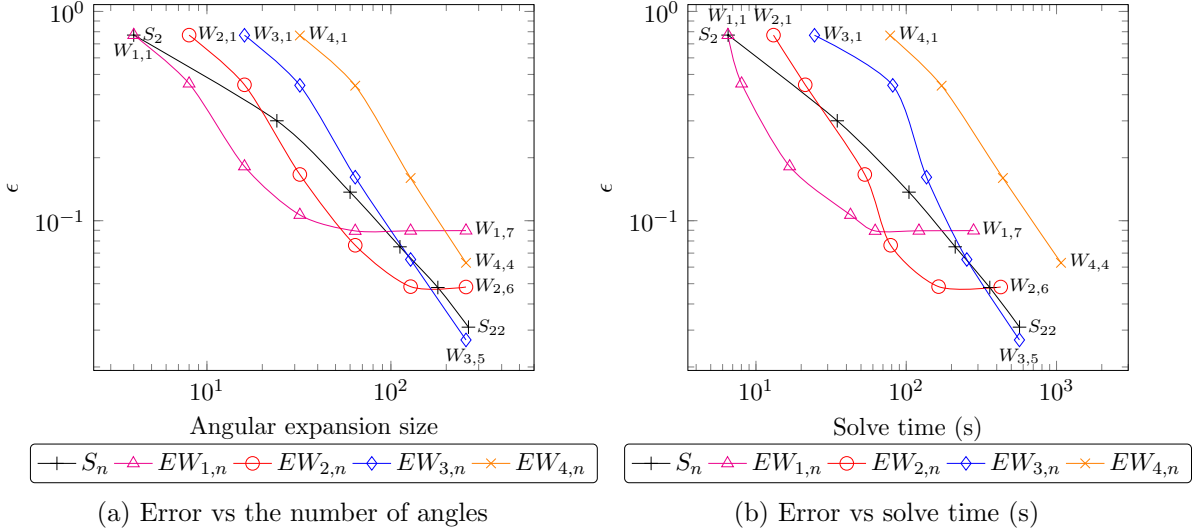 10^0
10^{-1}
ϵ
S_2
W_{1,1}
W_{2,1}
W_{3,1}
W_{4,1}
W_{1,7}
W_{4,4}
W_{2,6}
S_{22}
W_{3,5}
10^1
10^2
Angular expansion size
S_n EW_{1,n} EW_{2,n} EW_{3,n} EW_{4,n}
(a) Error vs the number of angles
10^0
10^{-1}
ϵ
W_{1,1}
W_{2,1}
S_2
W_{3,1}
W_{4,1}
W_{1,7}
W_{4,4}
W_{2,6}
S_{22}
W_{3,5}
10^1
10^2
10^3
Solve time (s)
S_n EW_{1,n} EW_{2,n} EW_{3,n} EW_{4,n}
(b) Error vs solve time (s)